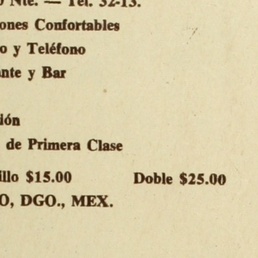 Nte. — Tel. 32-13.
ones Confortables
o y Teléfono
nte y Bar
ión
de Primera Clase
illo $15.00 Doble $25.00
O, DGO., MEX.